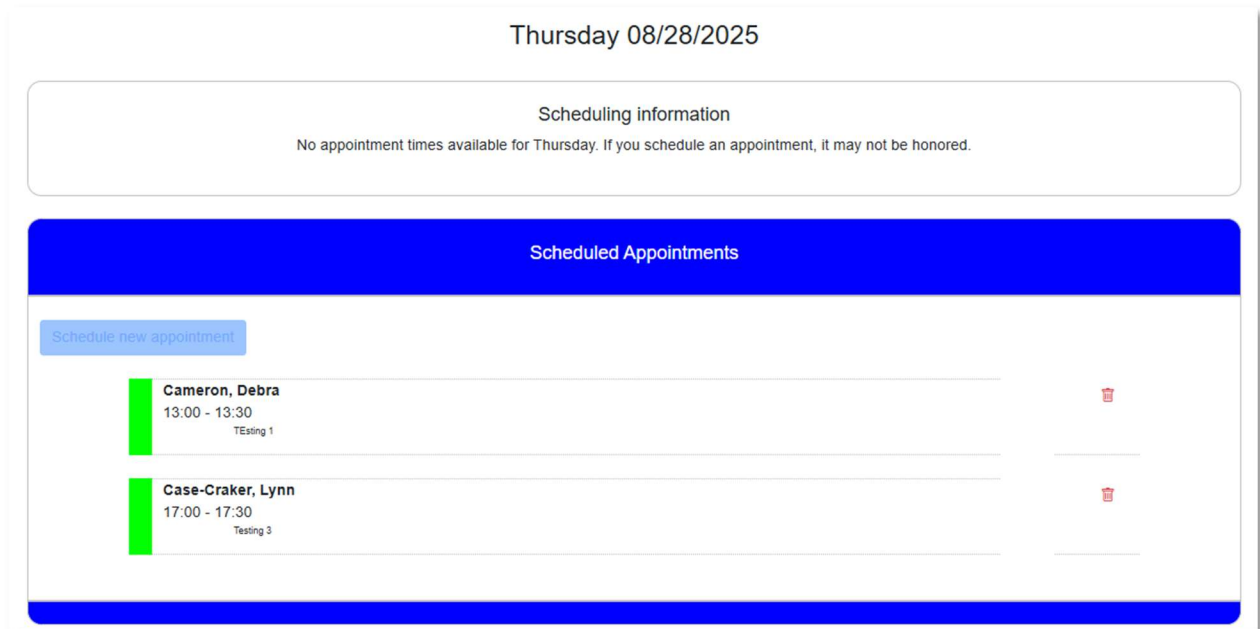 Thursday 08/28/2025
Scheduling information
No appointment times available for Thursday. If you schedule an appointment, it may not be honored.
Scheduled Appointments
Schedule new appointment
Cameron, Debra
13:00 - 13:30
TEsting 1
Case-Craker, Lynn
17:00 - 17:30
Testing 3